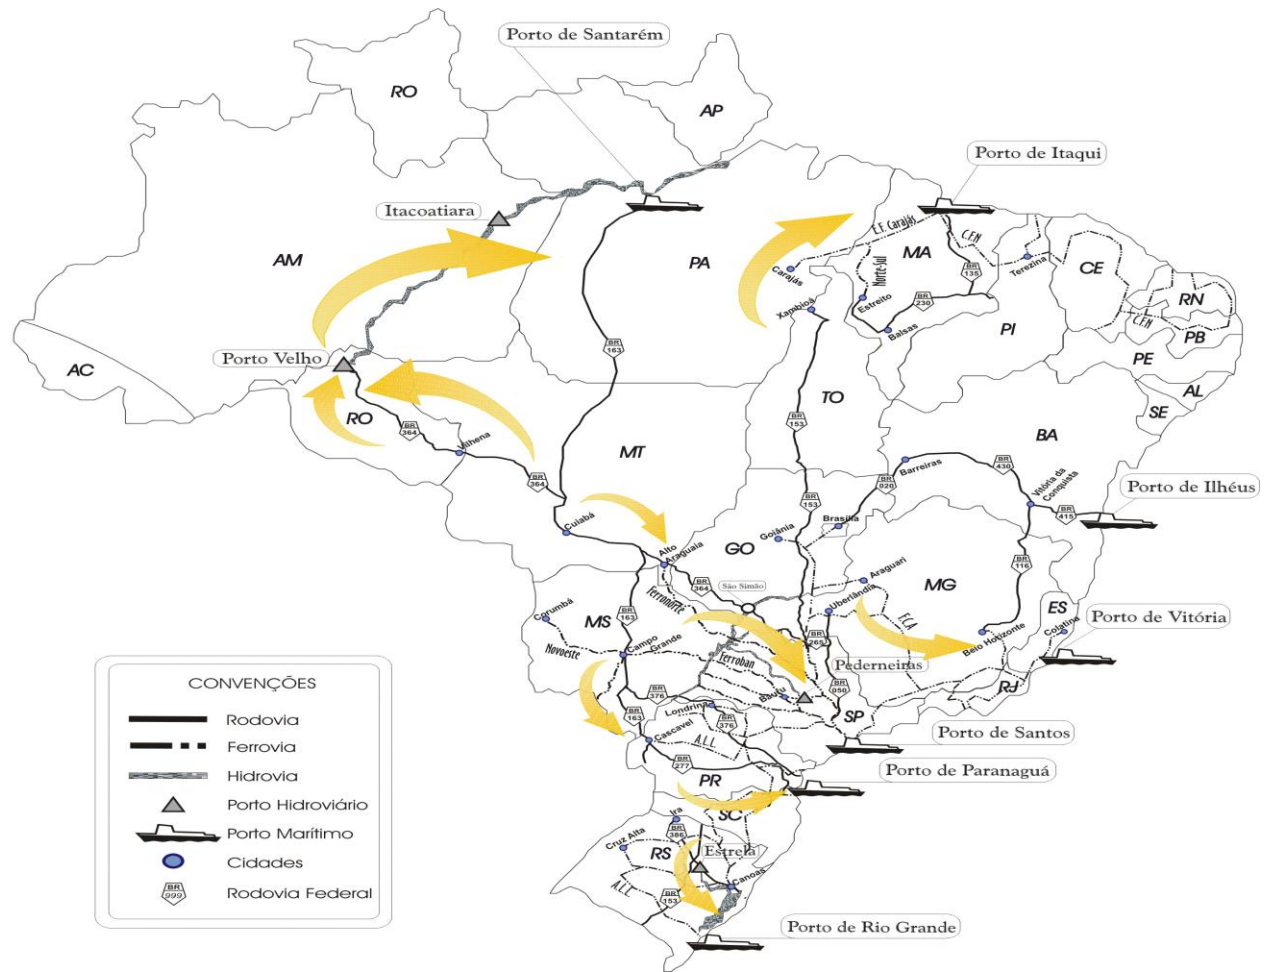 Porto de Santarém
RO
AP
Porto de Itaqui
Itacoatiara
E.F. Carajás
C.F.N
AM
PA
MA
Carajás
Norte-Sul
BR 135
Terezina
CE
Xambioá
Estreito
BR 230
RN
Balsas
C.F.N
PI
PB
BR 163
Porto Velho
PE
AC
TO
AL
SE
RO
BR 364
BR 153
BA
Vilhena
MT
BR 364
Barreiras
BR 430
BR 020
Vitória da
Conquista
Porto de Ilhéus
BR 153
BR 415
Cuiabá
Goiânia
Brasília
Alto
Araguaia
GO
BR 116
BR 364
São Simão
Araguari
MG
Corumbá
Ferronorte
Uberlândia
F.C.A
ES
MS
BR 163
Colatina
Porto de Vitória
Novoeste
Campo
Grande
Ferroban
BR 265
Belo Horizonte
Pederneiras
BR 376
Bauru
BR 050
RJ
BR 163
Londrina
BR 376
SP
Porto de Santos
Cascavel
A.L.L
BR 277
Porto de Paranaguá
PR
SC
Ira
BR 386
Cruz Alta
RS
Estrela
Canoas
A.L.L
BR 153
Porto de Rio Grande
CONVENÇÕES
Rodovia
Ferrovia
Hidrovia
Porto Hidroviário
Porto Marítimo
Cidades
BR 999
Rodovia Federal